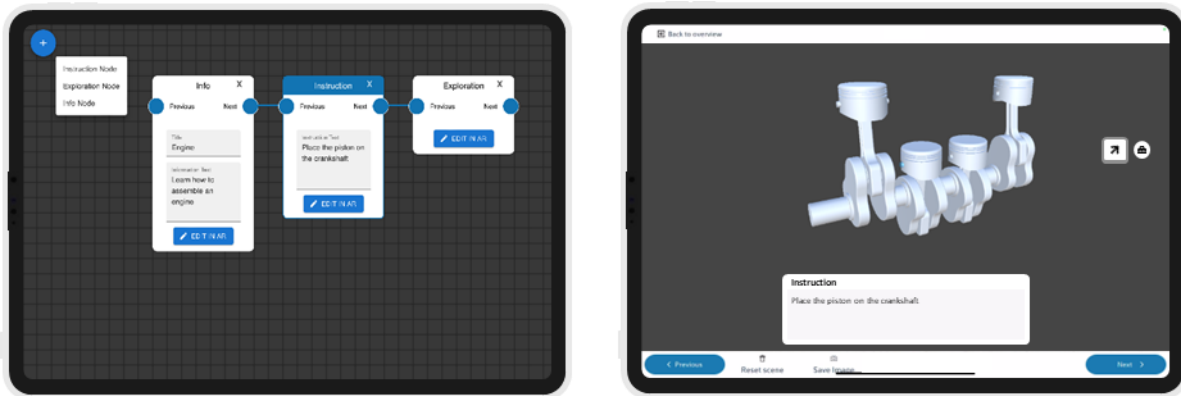 +
Instruction Node
Exploration Node
Info Node
Info X
Previous Next
Title
Engine
Information Text
Learn how to
assemble an
engine
EDIT IN AR
Instruction X
Previous Next
Instruction Text
Place the piston on
the crankshaft
EDIT IN AR
Exploration X
Previous Next
EDIT IN AR
Back to overview
Instruction
Place the piston on the crankshaft
Previous
Reset scene
Save Image
Next